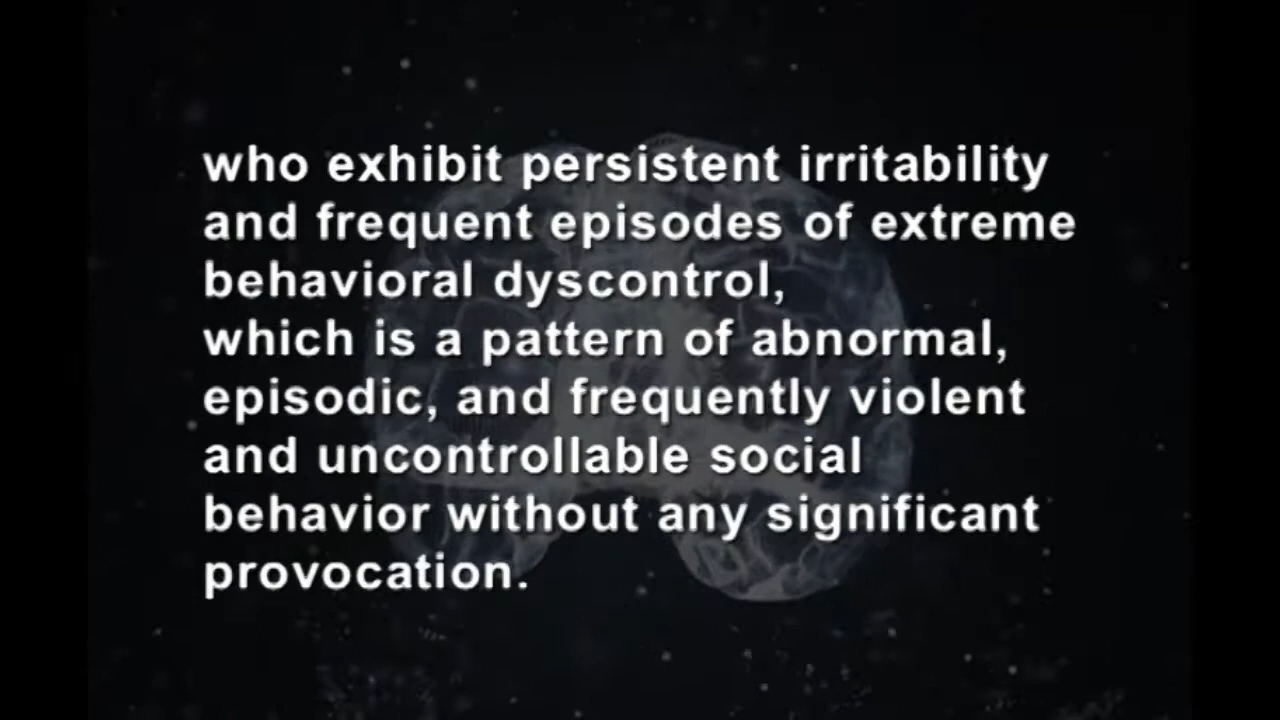 who exhibit persistent irritability
and frequent episodes of extreme
behavioral dyscontrol,
which is a pattern of abnormal,
episodic, and frequently violent
and uncontrollable social
behavior without any significant
provocation.